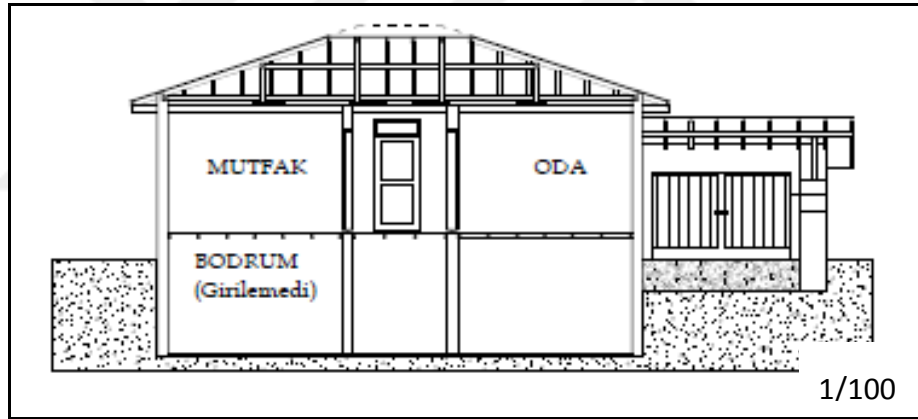 MUTFAK
ODA
BODRUM
(Girilemedi)
1/100